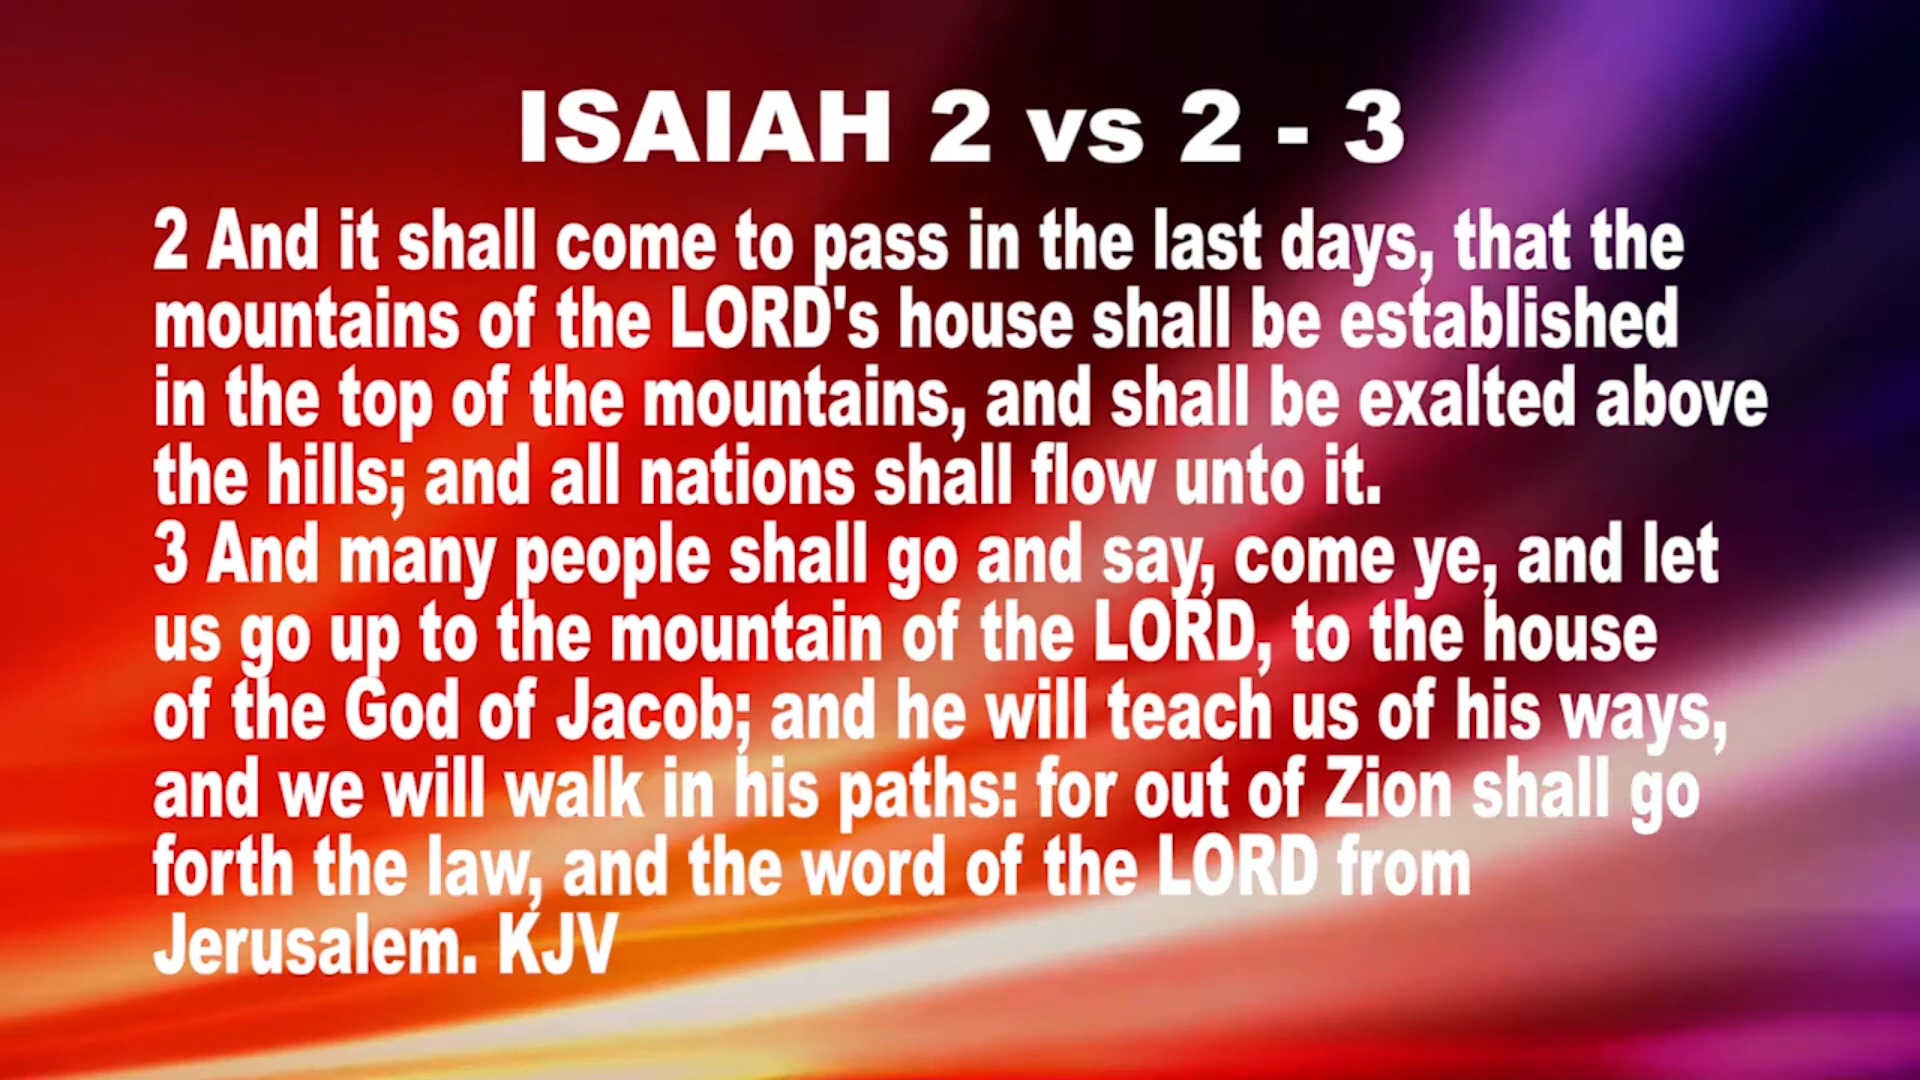 ISAIAH 2 vs 2 - 3
2 And it shall come to pass in the last days, that the
mountains of the LORD's house shall be established
in the top of the mountains, and shall be exalted above
the hills; and all nations shall flow unto it.
3 And many people shall go and say, come ye, and let
us go up to the mountain of the LORD, to the house
of the God of Jacob; and he will teach us of his ways,
and we will walk in his paths: for out of Zion shall go
forth the law, and the word of the LORD from
Jerusalem. KJV